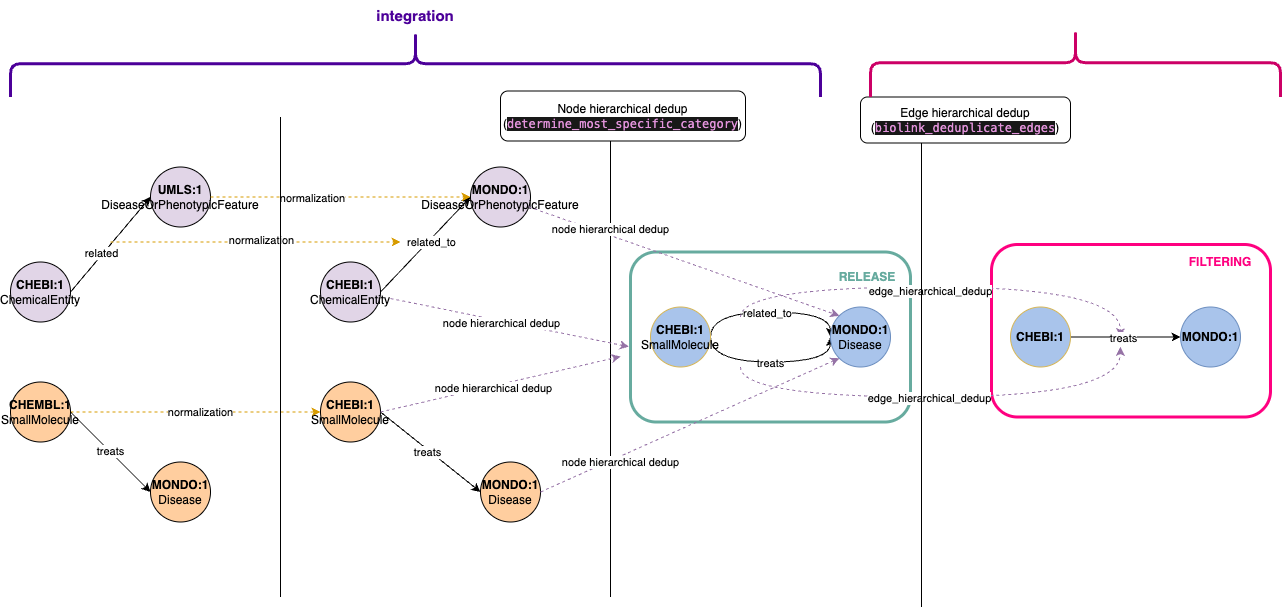 integration
Node hierarchical dedup
(determine_most_specific_category)
Edge hierarchical dedup
(biolink_deduplicate_edges)
UMLS:1
DiseaseOrPhenotypicFeature
normalization
MONDO:1
DiseaseOrPhenotypicFeature
node hierarchical dedup
related
normalization
related_to
CHEBI:1
ChemicalEntity
CHEBI:1
ChemicalEntity
node hierarchical dedup
RELEASE
edge_hierarchical_dedup
related_to
CHEBI:1
SmallMolecule
MONDO:1
Disease
treats
edge_hierarchical_dedup
FILTERING
CHEBI:1
treats
MONDO:1
node hierarchical dedup
CHEMBL:1
SmallMolecule
normalization
CHEBI:1
SmallMolecule
treats
treats
node hierarchical dedup
MONDO:1
Disease
MONDO:1
Disease